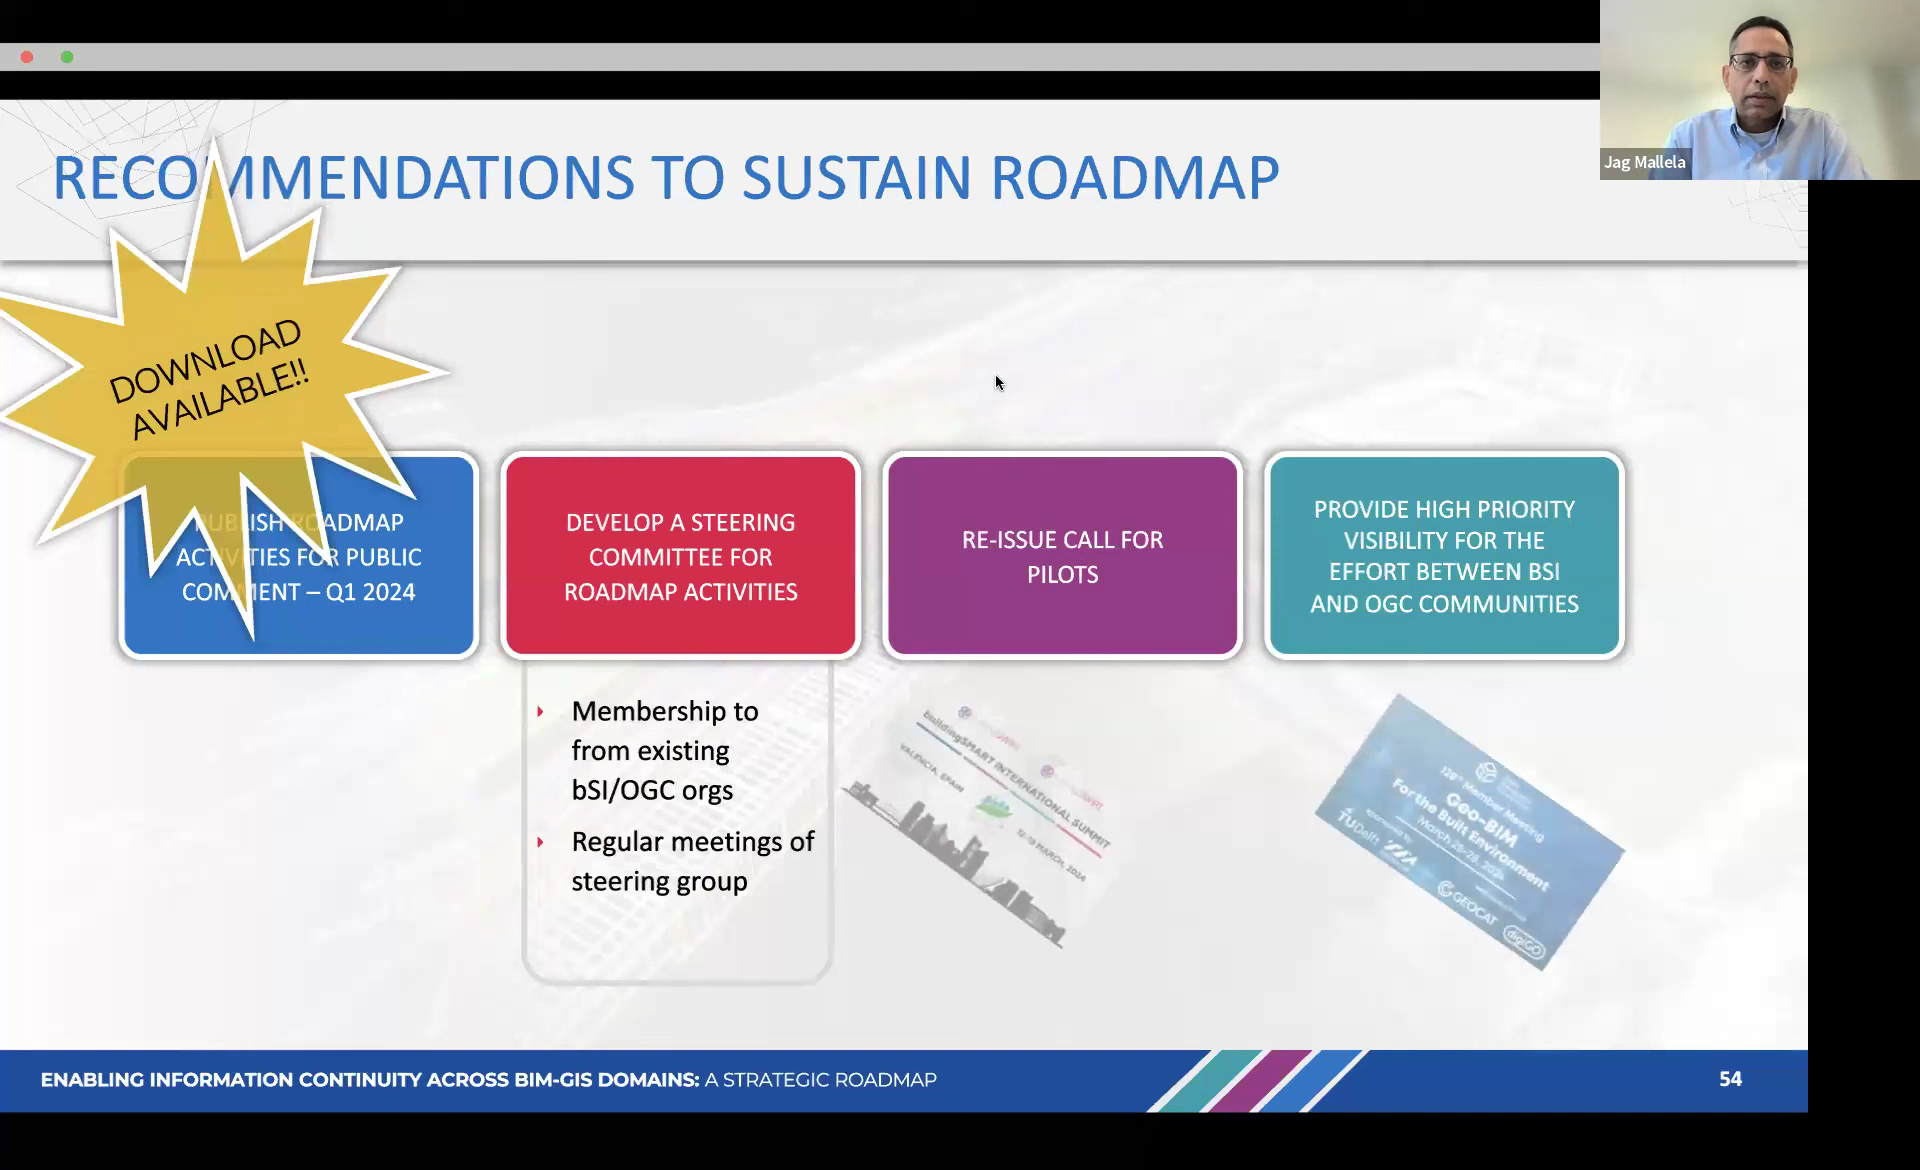 Jag Mallela
RECOMMENDATIONS TO SUSTAIN ROADMAP
DOWNLOAD
AVAILABLE!!
PUBLISH ROADMAP
ACTIVITIES FOR PUBLIC
COMMENT – Q1 2024
DEVELOP A STEERING
COMMITTEE FOR
ROADMAP ACTIVITIES
RE-ISSUE CALL FOR
PILOTS
PROVIDE HIGH PRIORITY
VISIBILITY FOR THE
EFFORT BETWEEN BSI
AND OGC COMMUNITIES
Membership to
from existing
bSI/OGC orgs
Regular meetings of
steering group
buildingSMART INTERNATIONAL SUMMIT
VALENCIA, SPAIN
MARCH, 2024
128th Member Meeting
Geo-BIM
For the Built Environment
March 25-28, 2024
TUDelft
GEOCAT
digiGO
ENABLING INFORMATION CONTINUITY ACROSS BIM-GIS DOMAINS: A STRATEGIC ROADMAP
54